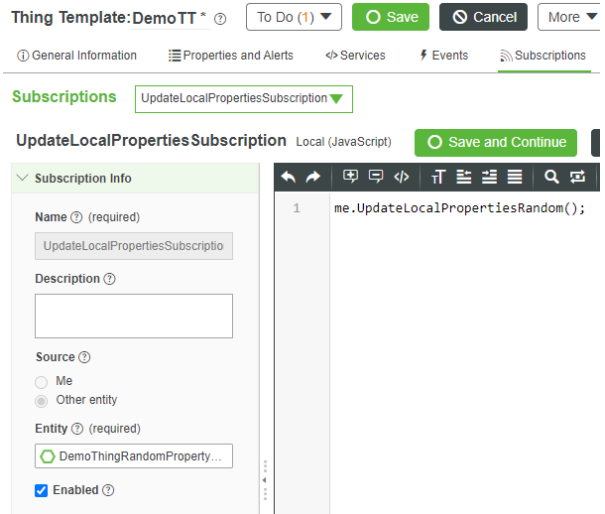 Thing Template: DemoTT * To Do (1) Save Cancel More
General Information Properties and Alerts </> Services Events Subscriptions
Subscriptions UpdateLocalPropertiesSubscription
UpdateLocalPropertiesSubscription Local (JavaScript) Save and Continue
Subscription Info
Name (required)
UpdateLocalPropertiesSubscriptio
Description
Source
Me
Other entity
Entity (required)
DemoThingRandomProperty...
Enabled
1 me.UpdateLocalPropertiesRandom();